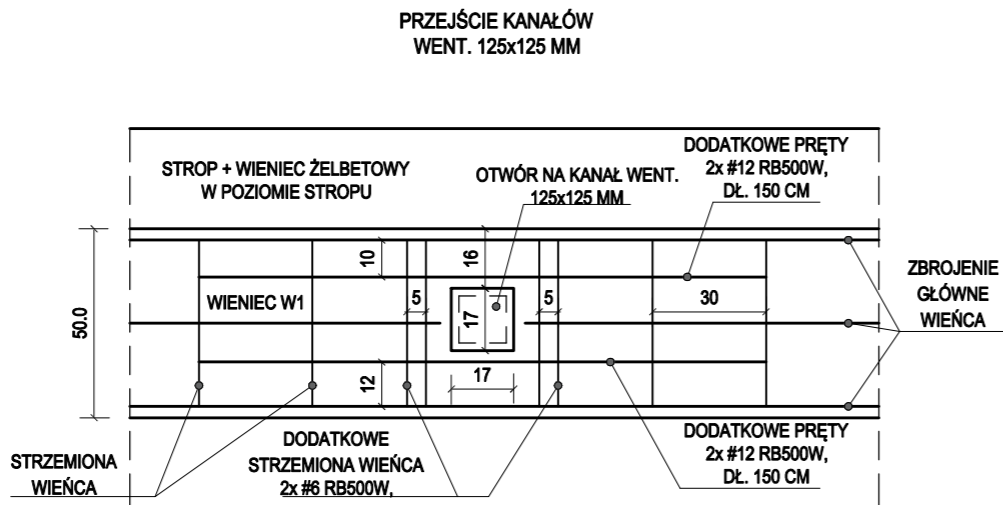 PRZEJŚCIE KANAŁÓW
WENT. 125x125 MM
STROP + WIENIEC ŻELBETOWY
W POZIOMIE STROPU
OTWÓR NA KANAŁ WENT.
125x125 MM
DODATKOWE PRĘTY
2x #12 RB500W,
DŁ. 150 CM
50.0
10
16
WIENIEC W1
5
17
5
30
ZBROJENIE
GŁÓWNE
WIEŃCA
12
17
STRZEMIONA
WIEŃCA
DODATKOWE
STRZEMIONA WIEŃCA
2x #6 RB500W,
DODATKOWE PRĘTY
2x #12 RB500W,
DŁ. 150 CM